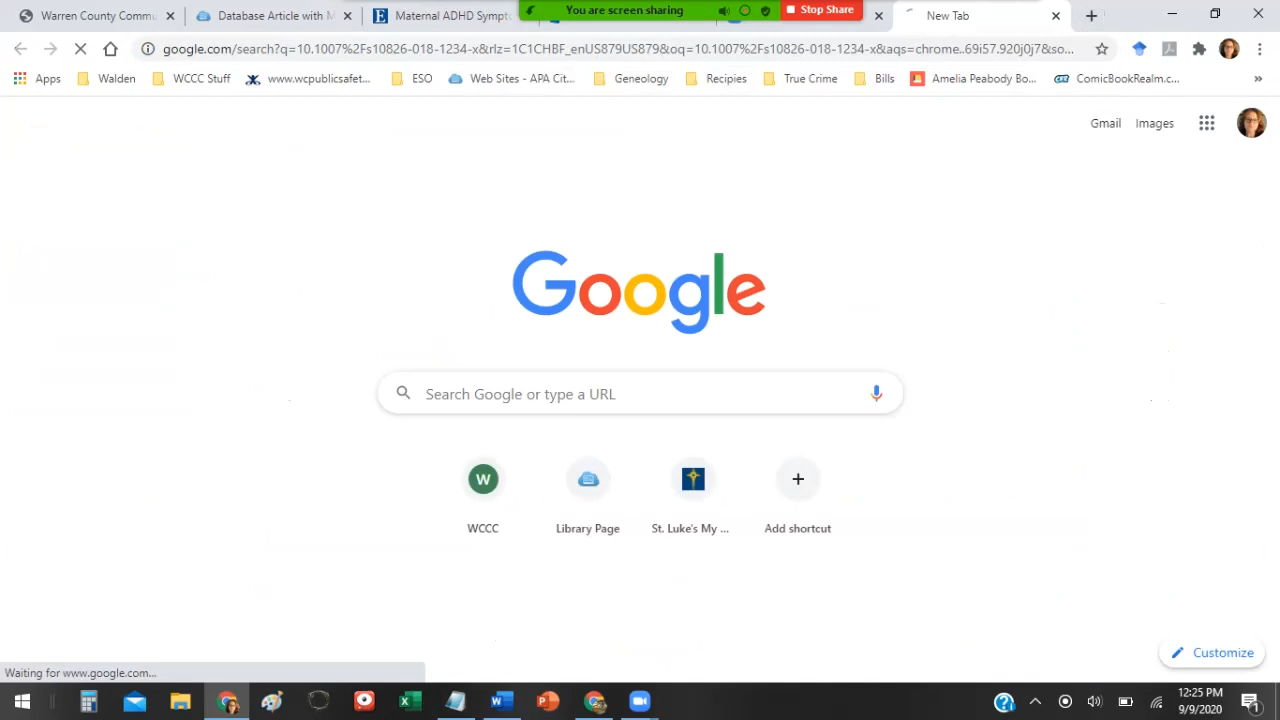 Warren County Comm
Database Article with M
Maternal ADHD Sympt
You are screen sharing
Stop Share
New Tab
google.com/search?q=10.1007%2Fs10826-018-1234-x&rlz=1C1CHBF_enUS879US879&oq=10.1007%2Fs10826-018-1234-x&aqs=chrome..69i57.920j0j7&so...
Apps
Walden
WCCC Stuff
www.wcpublicsafet...
ESO
Web Sites - APA Cit...
Geneology
Recipies
True Crime
Bills
Amelia Peabody Bo...
ComicBookRealm.c...
»
Gmail
Images
Google
Search Google or type a URL
W
WCCC
Library Page
St. Luke's My ...
Add shortcut
Customize
Waiting for www.google.com...
12:25 PM
9/9/2020
1